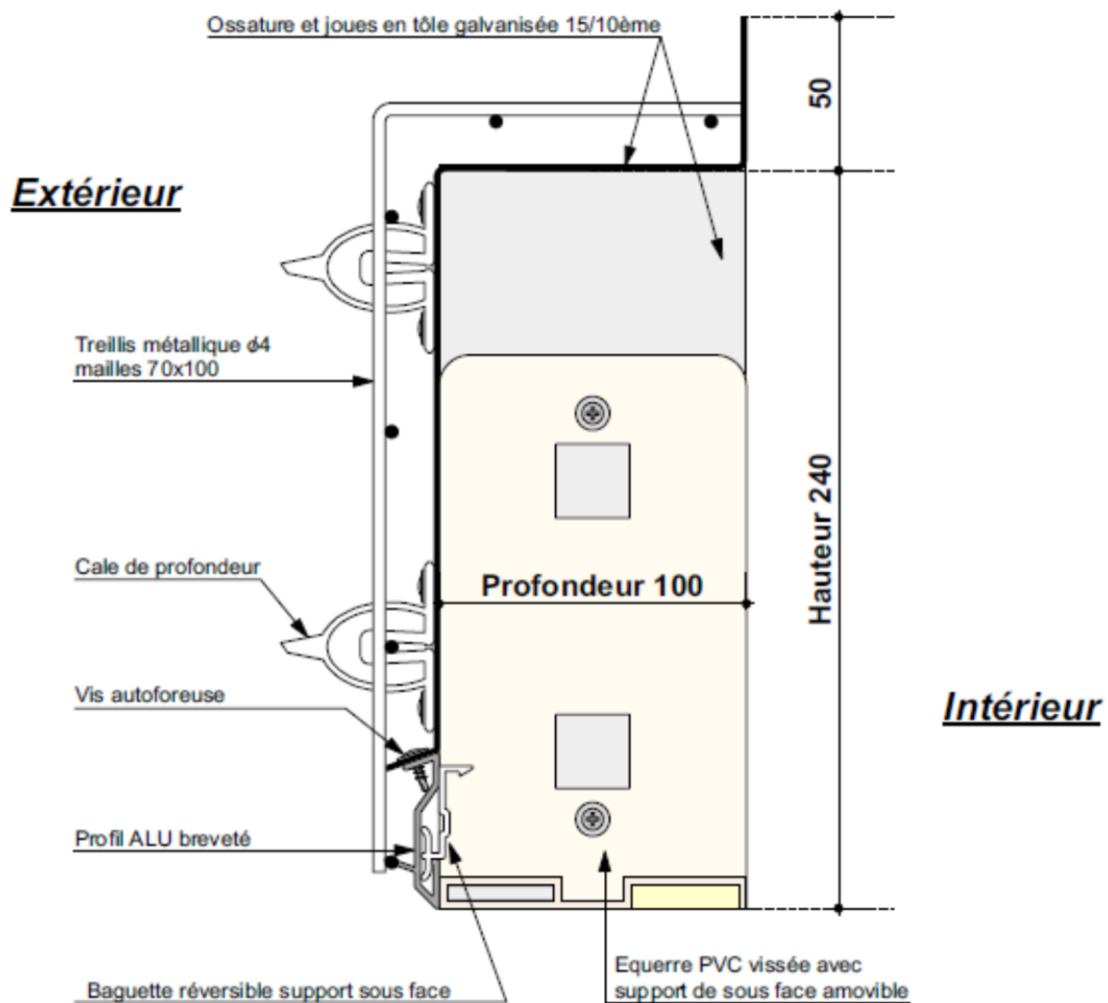 Ossature et joues en tôle galvanisée 15/10ème
50
Extérieur
Treillis métallique ø4
mailles 70x100
Hauteur 240
Cale de profondeur
Profondeur 100
Vis autoforeuse
Intérieur
Profil ALU breveté
Equerre PVC vissée avec
support de sous face amovible
Baguette réversible support sous face